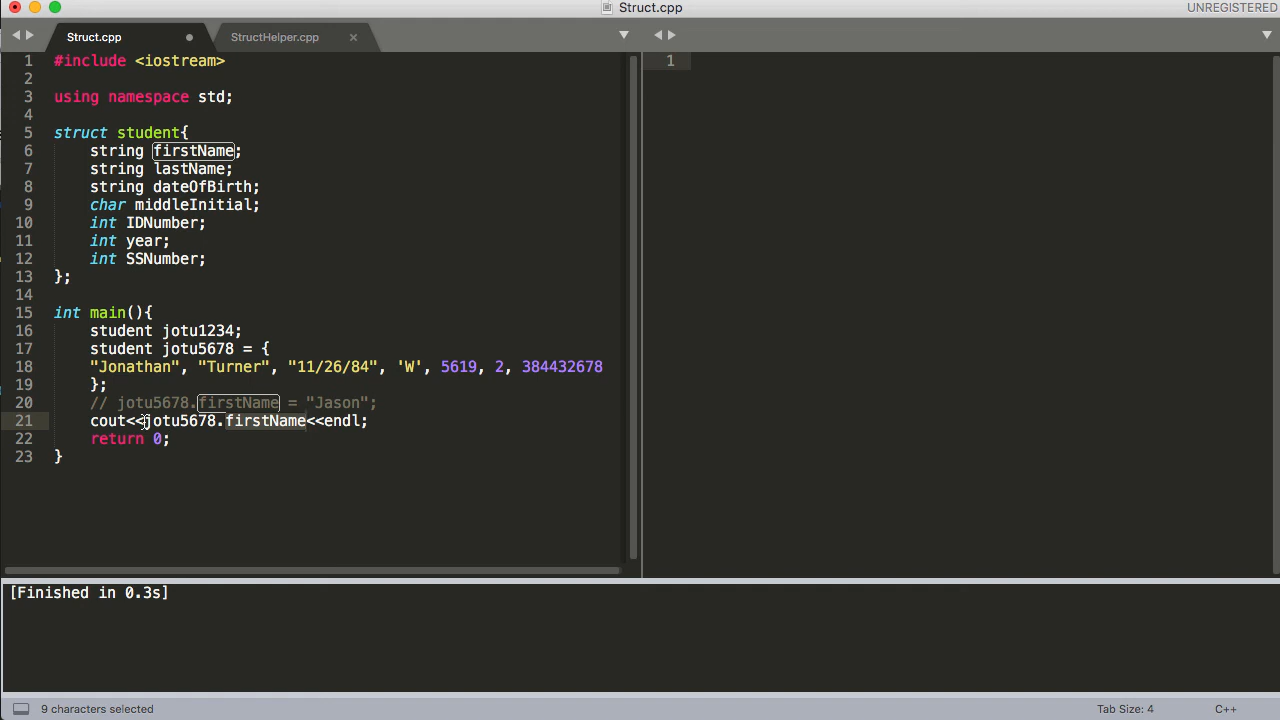 Struct.cpp
UNREGISTERED
Struct.cpp
StructHelper.cpp
1 #include <iostream>
2
3 using namespace std;
4
5 struct student{
6 string firstName;
7 string lastName;
8 string dateOfBirth;
9 char middleInitial;
10 int IDNumber;
11 int year;
12 int SSNumber;
13 };
14
15 int main(){
16 student jotu1234;
17 student jotu5678 = {
18 "Jonathan", "Turner", "11/26/84", 'W', 5619, 2, 384432678
19 };
20 // jotu5678.firstName = "Jason";
21 cout<<jotu5678.firstName<<endl;
22 return 0;
23 }
1
[Finished in 0.3s]
9 characters selected
Tab Size: 4
C++